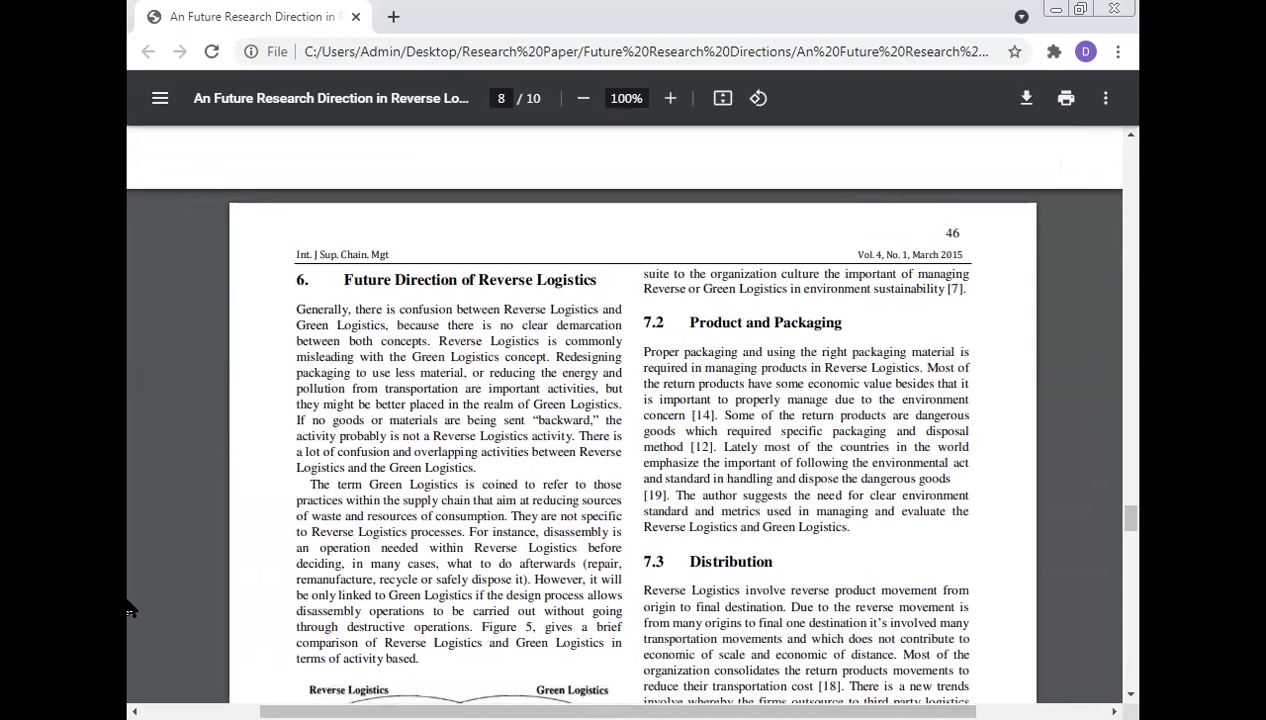 An Future Research Direction in R
File
C:/Users/Admin/Desktop/Research%20Paper/Future%20Research%20Directions/An%20Future%20Research%2...
D
An Future Research Direction in Reverse Lo...
8 / 10
100%
46
Int. J Sup. Chain. Mgt
Vol. 4, No. 1, March 2015
6. Future Direction of Reverse Logistics
Generally, there is confusion between Reverse Logistics and
Green Logistics, because there is no clear demarcation
between both concepts. Reverse Logistics is commonly
misleading with the Green Logistics concept. Redesigning
packaging to use less material, or reducing the energy and
pollution from transportation are important activities, but
they might be better placed in the realm of Green Logistics.
If no goods or materials are being sent “backward,” the
activity probably is not a Reverse Logistics activity. There is
a lot of confusion and overlapping activities between Reverse
Logistics and the Green Logistics.
The term Green Logistics is coined to refer to those
practices within the supply chain that aim at reducing sources
of waste and resources of consumption. They are not specific
to Reverse Logistics processes. For instance, disassembly is
an operation needed within Reverse Logistics before
deciding, in many cases, what to do afterwards (repair,
remanufacture, recycle or safely dispose it). However, it will
be only linked to Green Logistics if the design process allows
disassembly operations to be carried out without going
through destructive operations. Figure 5, gives a brief
comparison of Reverse Logistics and Green Logistics in
terms of activity based.
Reverse Logistics
Green Logistics
suite to the organization culture the important of managing
Reverse or Green Logistics in environment sustainability [7].
7.2 Product and Packaging
Proper packaging and using the right packaging material is
required in managing products in Reverse Logistics. Most of
the return products have some economic value besides that it
is important to properly manage due to the environment
concern [14]. Some of the return products are dangerous
goods which required specific packaging and disposal
method [12]. Lately most of the countries in the world
emphasize the important of following the environmental act
and standard in handling and dispose the dangerous goods
[19]. The author suggests the need for clear environment
standard and metrics used in managing and evaluate the
Reverse Logistics and Green Logistics.
7.3 Distribution
Reverse Logistics involve reverse product movement from
origin to final destination. Due to the reverse movement is
from many origins to final one destination it’s involved many
transportation movements and which does not contribute to
economic of scale and economic of distance. Most of the
organization consolidates the return products movements to
reduce their transportation cost [18]. There is a new trends
involve whereby the firms outsource to third party logistics